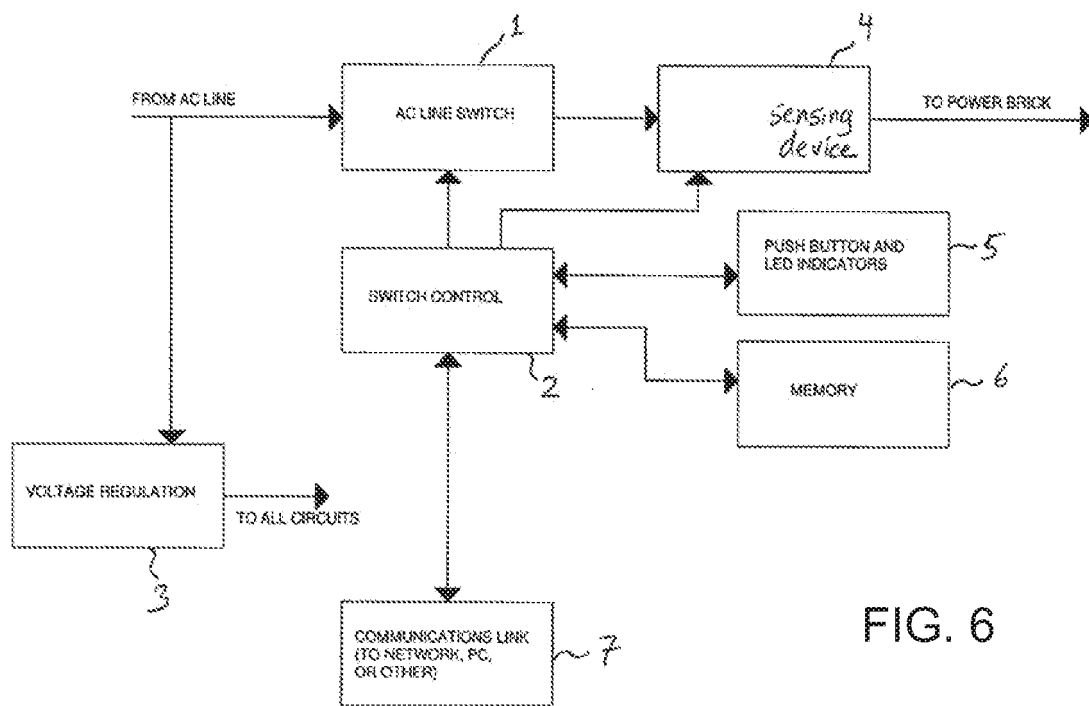 1
4
FROM AC LINE
AC LINE SWITCH
sensing
device
TO POWER BRICK
PUSH BUTTON AND
LED INDICATORS
5
SWITCH CONTROL
2
MEMORY
6
VOLTAGE REGULATION
TO ALL CIRCUITS
3
COMMUNICATIONS LINK
(TO NETWORK, PC,
OR OTHER)
7
FIG. 6